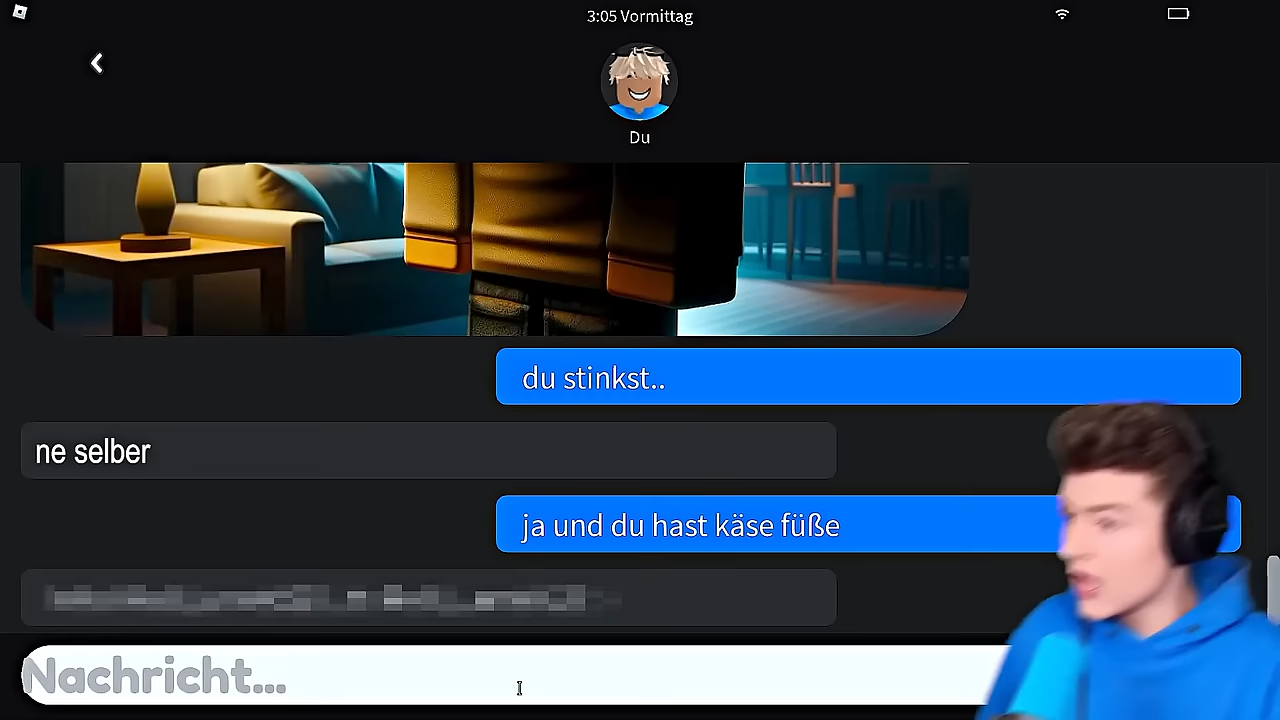 3:05 Vormittag
Du
du stinkst..
ne selber
ja und du hast käse füße
Nachricht...